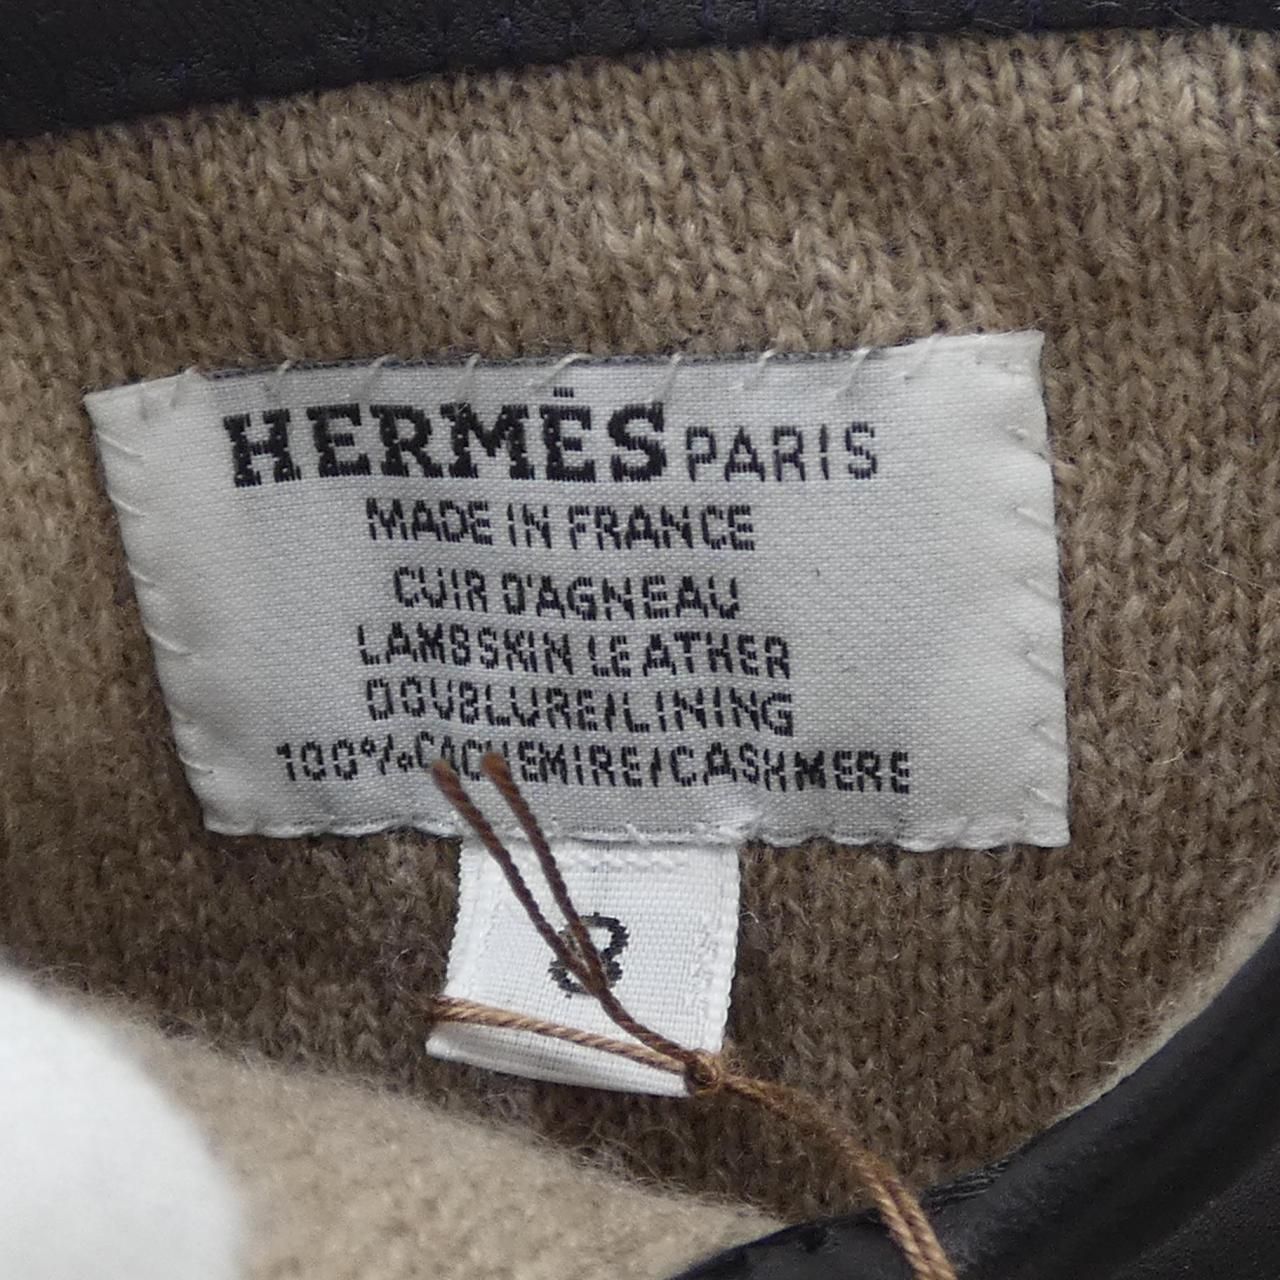 HERMÈS PARIS
MADE IN FRANCE
CUIR D'AGNEAU
LAMBSKIN LEATHER
DOUBLURE/LINING
100% CACHEMIRE/CASHMERE
8